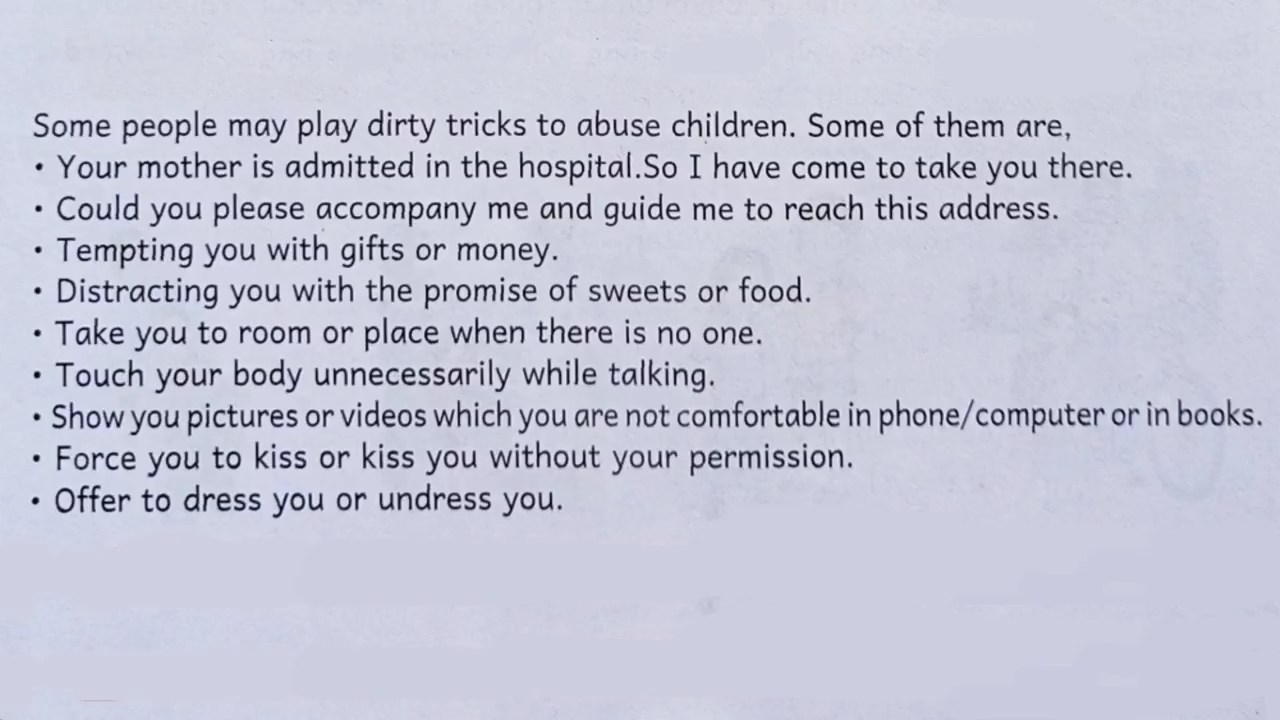 Some people may play dirty tricks to abuse children. Some of them are,
• Your mother is admitted in the hospital.So I have come to take you there.
• Could you please accompany me and guide me to reach this address.
• Tempting you with gifts or money.
• Distracting you with the promise of sweets or food.
• Take you to room or place when there is no one.
• Touch your body unnecessarily while talking.
• Show you pictures or videos which you are not comfortable in phone/computer or in books.
• Force you to kiss or kiss you without your permission.
• Offer to dress you or undress you.